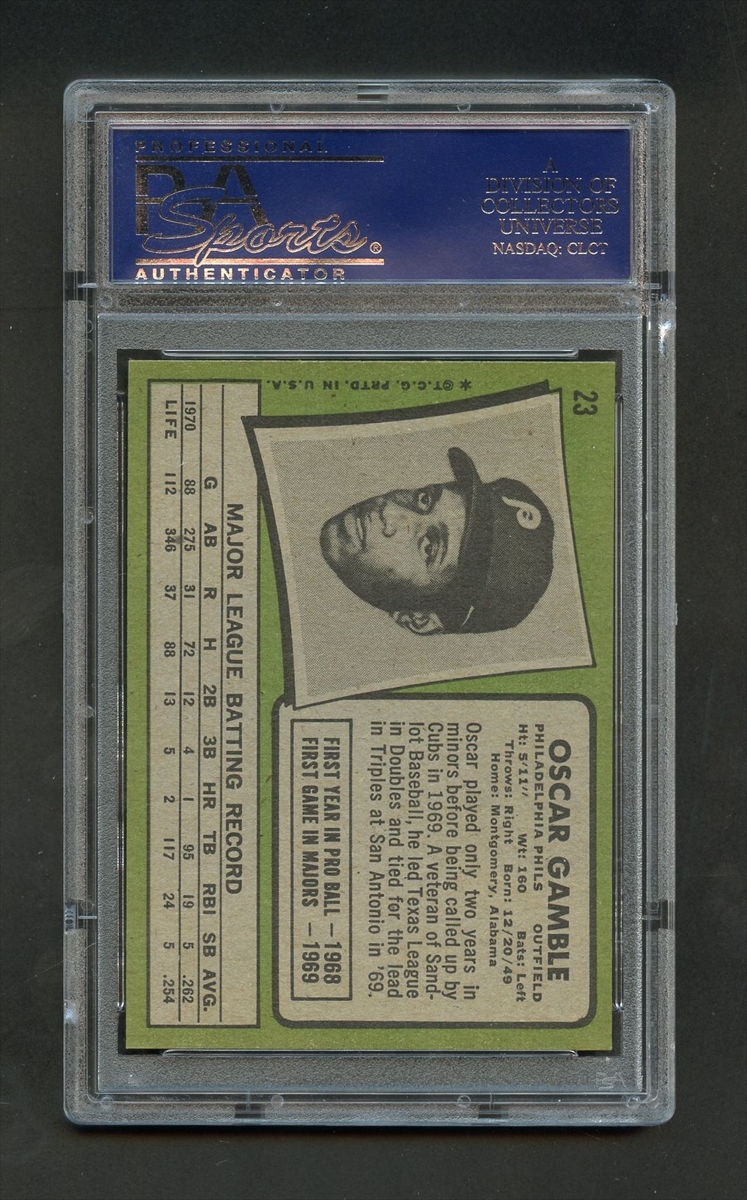 PROFESSIONAL
PSA
Sports®
AUTHENTICATOR
A
DIVISION OF
COLLECTORS
UNIVERSE
NASDAQ: CLCT
23
*©T.C.G. PRTD. IN U.S.A.
P
OSCAR GAMBLE
PHILADELPHIA PHILS OUTFIELD
Ht: 5'11" Wt: 160 Bats: Left
Throws: Right Born: 12/20/49
Home: Montgomery, Alabama
Oscar played only two years in
minors before being called up by
Cubs in 1969. A veteran of Sand-
lot Baseball, he led Texas League
in Doubles and tied for the lead
in Triples at San Antonio in '69.
FIRST YEAR IN PRO BALL — 1968
FIRST GAME IN MAJORS — 1969
MAJOR LEAGUE BATTING RECORD
G AB R H 2B 3B HR TB RBI SB AVG.
1970 88 275 31 72 12 4 1 95 19 5 .262
LIFE 112 346 37 88 13 5 2 117 24 5 .254